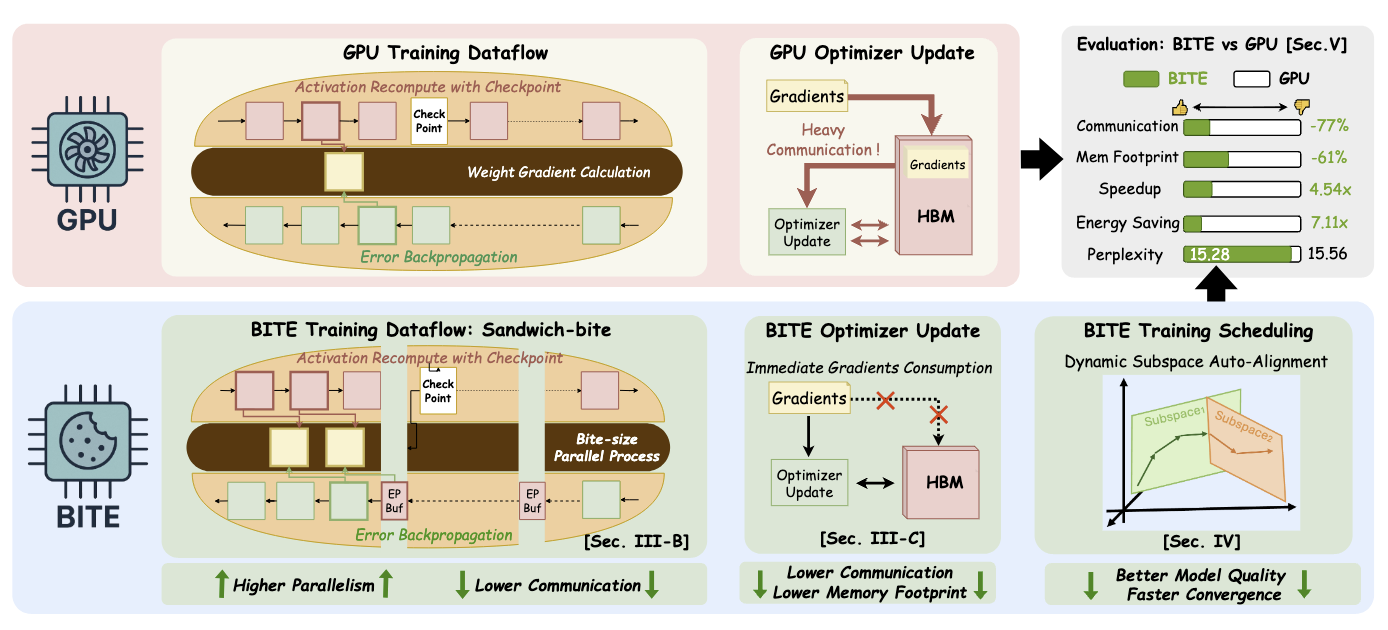 GPU Training Dataflow
Activation Recompute with Checkpoint
Check
Point
Weight Gradient Calculation
Error Backpropagation
GPU
GPU Optimizer Update
Gradients
Heavy
Communication !
Gradients
HBM
Optimizer
Update
Evaluation: BITE vs GPU [Sec.V]
BITE
GPU
Communication
-77%
Mem Footprint
-61%
Speedup
4.54x
Energy Saving
7.11x
Perplexity
15.28
15.56
BITE Training Dataflow: Sandwich-bite
Activation Recompute with Checkpoint
Check
Point
Bite-size
Parallel Process
EP
Buf
EP
Buf
Error Backpropagation
[Sec. III-B]
BITE
Higher Parallelism
Lower Communication
BITE Optimizer Update
Immediate Gradients Consumption
Gradients
Optimizer
Update
HBM
[Sec. III-C]
Lower Communication
Lower Memory Footprint
BITE Training Scheduling
Dynamic Subspace Auto-Alignment
Subspace1
Subspace2
[Sec. IV]
Better Model Quality
Faster Convergence